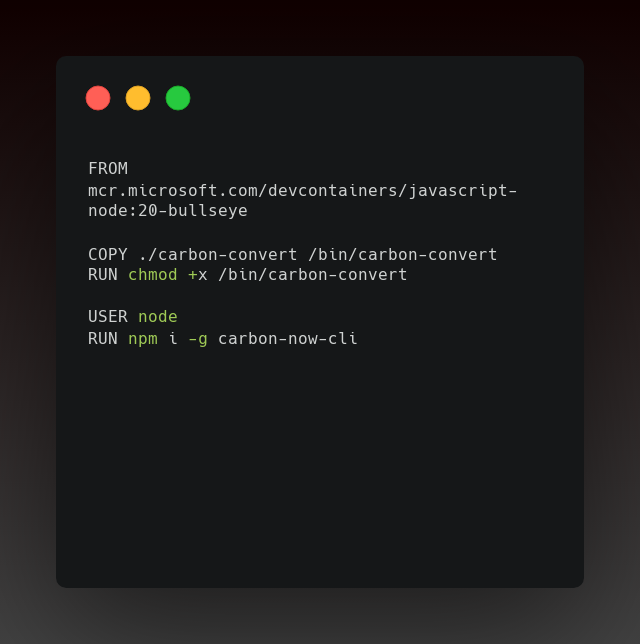 FROM
mcr.microsoft.com/devcontainers/javascript-
node:20-bullseye
COPY ./carbon-convert /bin/carbon-convert
RUN chmod +x /bin/carbon-convert
USER node
RUN npm i -g carbon-now-cli